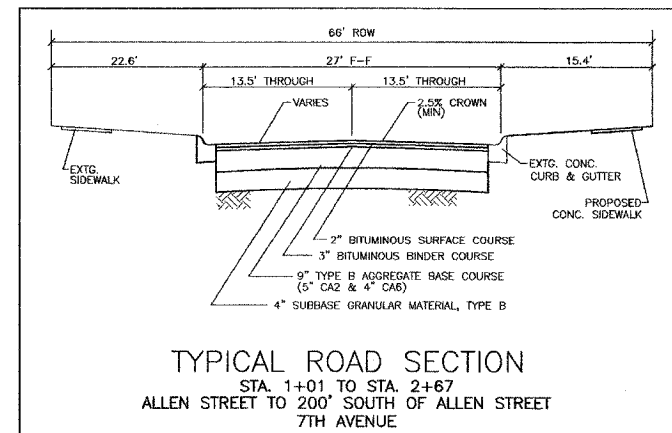 66' ROW
22.6'
27' F-F
15.4'
13.5' THROUGH
13.5' THROUGH
VARIES
2.5% CROWN
(MIN)
EXTG.
SIDEWALK
EXTG. CONC.
CURB & GUTTER
PROPOSED
CONC. SIDEWALK
2" BITUMINOUS SURFACE COURSE
3" BITUMINOUS BINDER COURSE
9" TYPE B AGGREGATE BASE COURSE
(5" CA2 & 4" CA6)
4" SUBBASE GRANULAR MATERIAL, TYPE B
TYPICAL ROAD SECTION
STA. 1+01 TO STA. 2+67
ALLEN STREET TO 200' SOUTH OF ALLEN STREET
7TH AVENUE